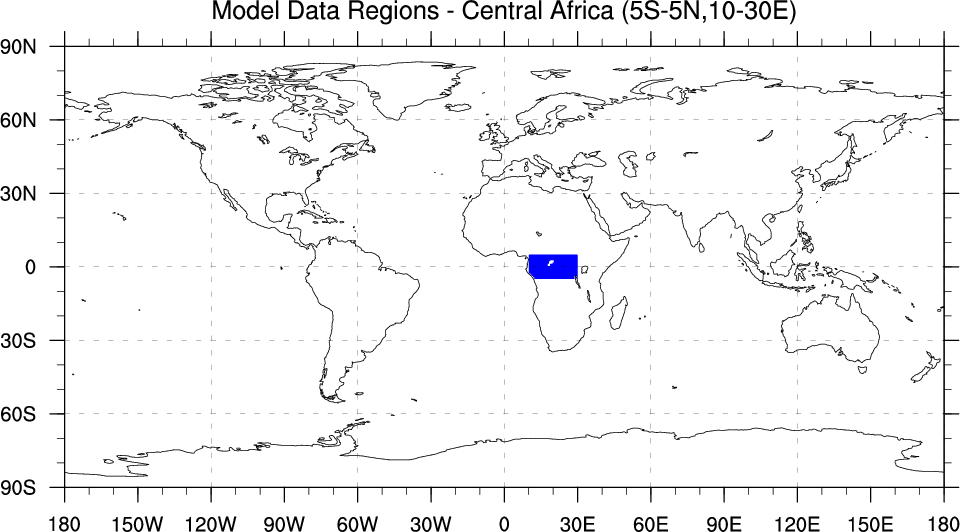 Model Data Regions - Central Africa (5S-5N,10-30E)
90N
60N
30N
0
30S
60S
90S
180 150W 120W 90W 60W 30W 0 30E 60E 90E 120E 150E 180